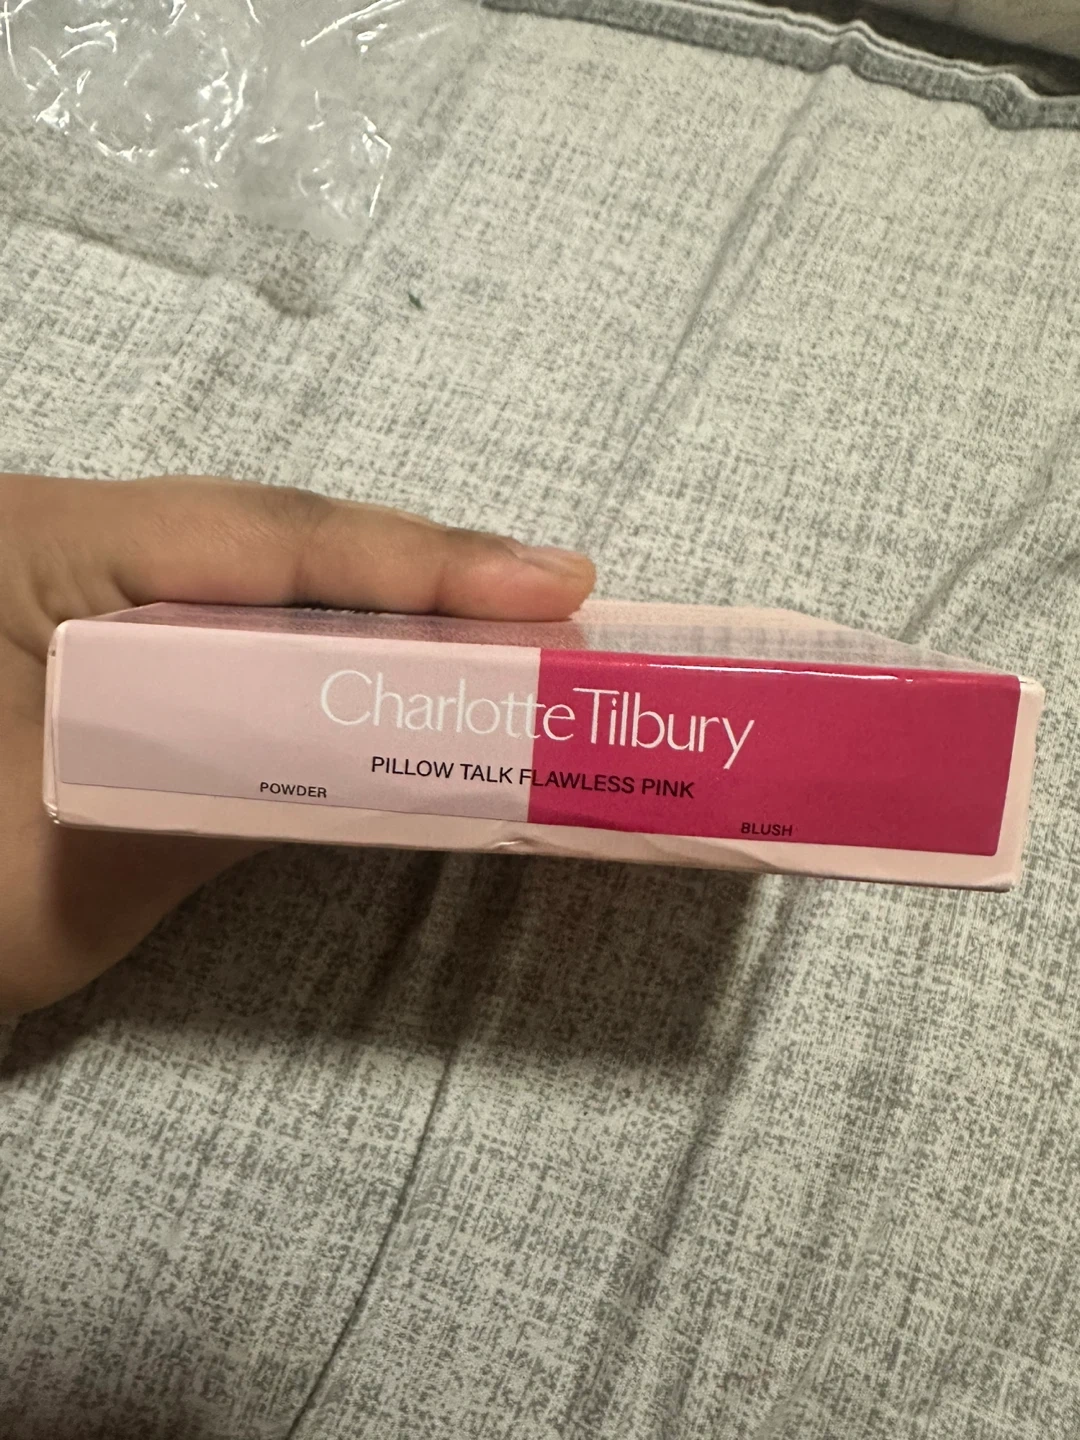 Charlotte Tilbury
PILLOW TALK FLAWLESS PINK
POWDER
BLUSH